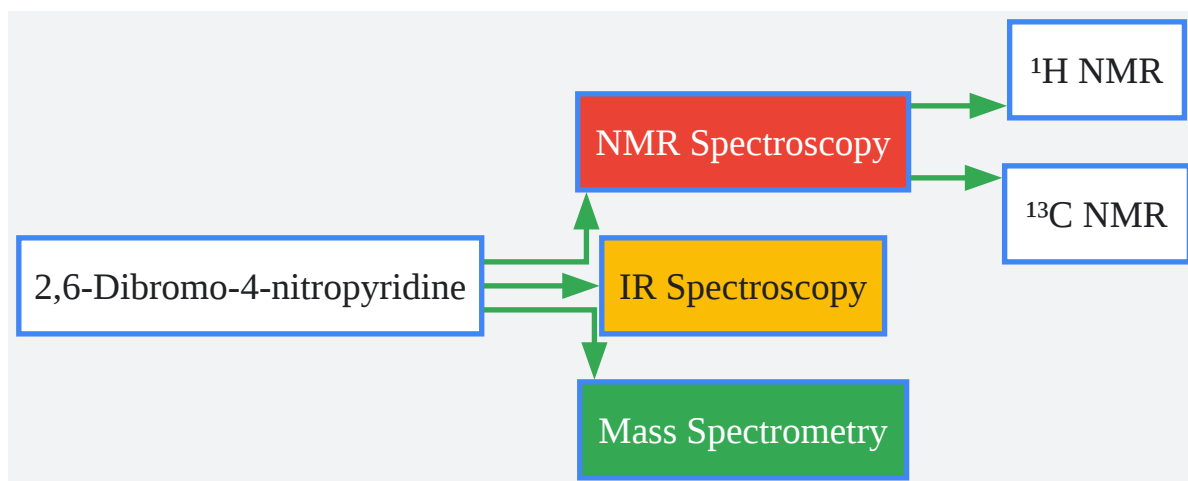 2,6-Dibromo-4-nitropyridine
NMR Spectroscopy
IR Spectroscopy
Mass Spectrometry
¹H NMR
¹³C NMR